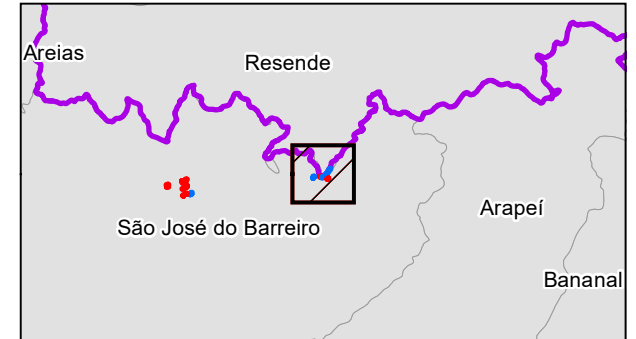 Areias
Resende
São José do Barreiro
Arapeí
Bananal